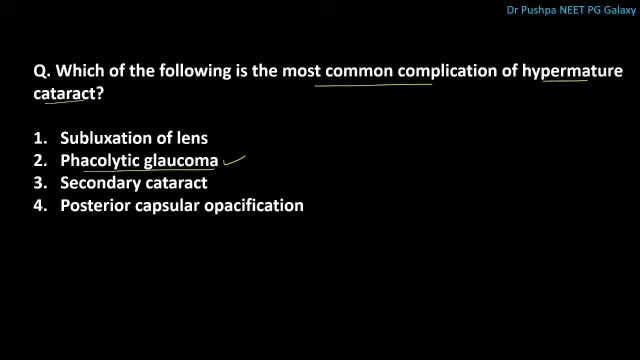 Dr Pushpa NEET PG Galaxy
Q. Which of the following is the most common complication of hypermature
cataract?
1. Subluxation of lens
2. Phacolytic glaucoma
3. Secondary cataract
4. Posterior capsular opacification